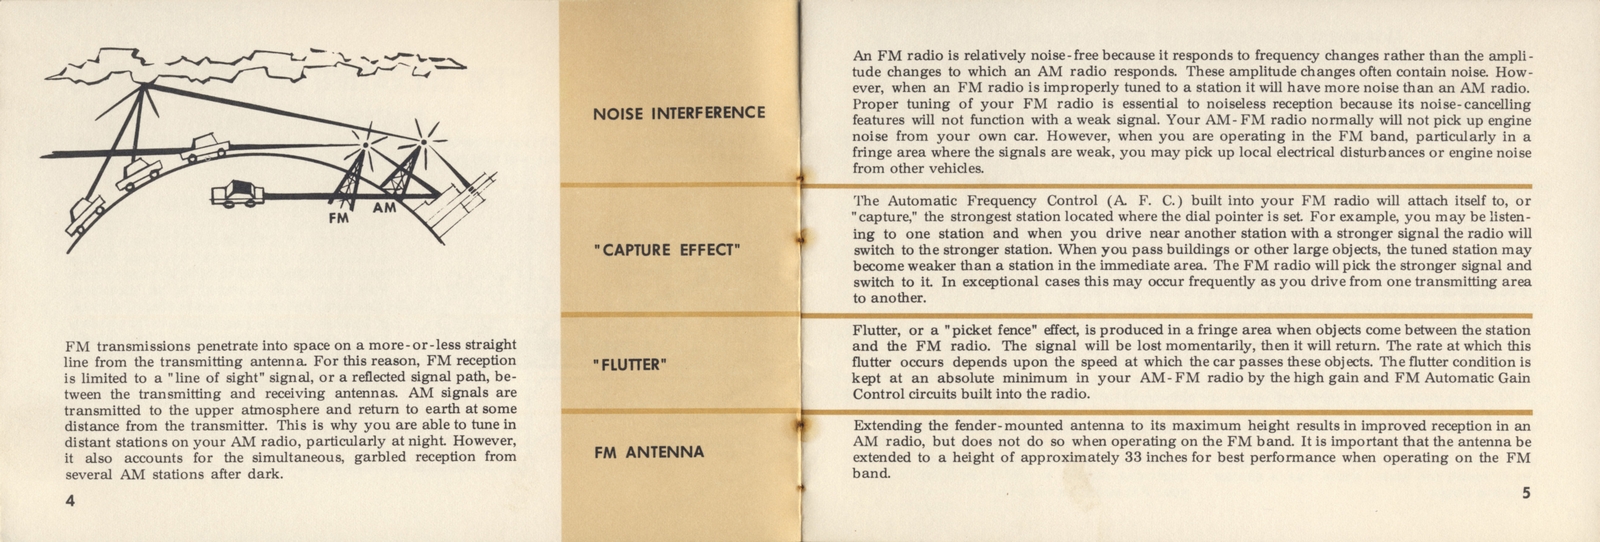 FM
AM
FM transmissions penetrate into space on a more-or-less straight
line from the transmitting antenna. For this reason, FM reception
is limited to a "line of sight" signal, or a reflected signal path, be-
tween the transmitting and receiving antennas. AM signals are
transmitted to the upper atmosphere and return to earth at some
distance from the transmitter. This is why you are able to tune in
distant stations on your AM radio, particularly at night. However,
it also accounts for the simultaneous, garbled reception from
several AM stations after dark.
4
NOISE INTERFERENCE
An FM radio is relatively noise-free because it responds to frequency changes rather than the ampli-
tude changes to which an AM radio responds. These amplitude changes often contain noise. How-
ever, when an FM radio is improperly tuned to a station it will have more noise than an AM radio.
Proper tuning of your FM radio is essential to noiseless reception because its noise-cancelling
features will not function with a weak signal. Your AM-FM radio normally will not pick up engine
noise from your own car. However, when you are operating in the FM band, particularly in a
fringe area where the signals are weak, you may pick up local electrical disturbances or engine noise
from other vehicles.
"CAPTURE EFFECT"
The Automatic Frequency Control (A. F. C.) built into your FM radio will attach itself to, or
"capture," the strongest station located where the dial pointer is set. For example, you may be listen-
ing to one station and when you drive near another station with a stronger signal the radio will
switch to the stronger station. When you pass buildings or other large objects, the tuned station may
become weaker than a station in the immediate area. The FM radio will pick the stronger signal and
switch to it. In exceptional cases this may occur frequently as you drive from one transmitting area
to another.
"FLUTTER"
Flutter, or a "picket fence" effect, is produced in a fringe area when objects come between the station
and the FM radio. The signal will be lost momentarily, then it will return. The rate at which this
flutter occurs depends upon the speed at which the car passes these objects. The flutter condition is
kept at an absolute minimum in your AM-FM radio by the high gain and FM Automatic Gain
Control circuits built into the radio.
FM ANTENNA
Extending the fender-mounted antenna to its maximum height results in improved reception in an
AM radio, but does not do so when operating on the FM band. It is important that the antenna be
extended to a height of approximately 33 inches for best performance when operating on the FM
band.
5